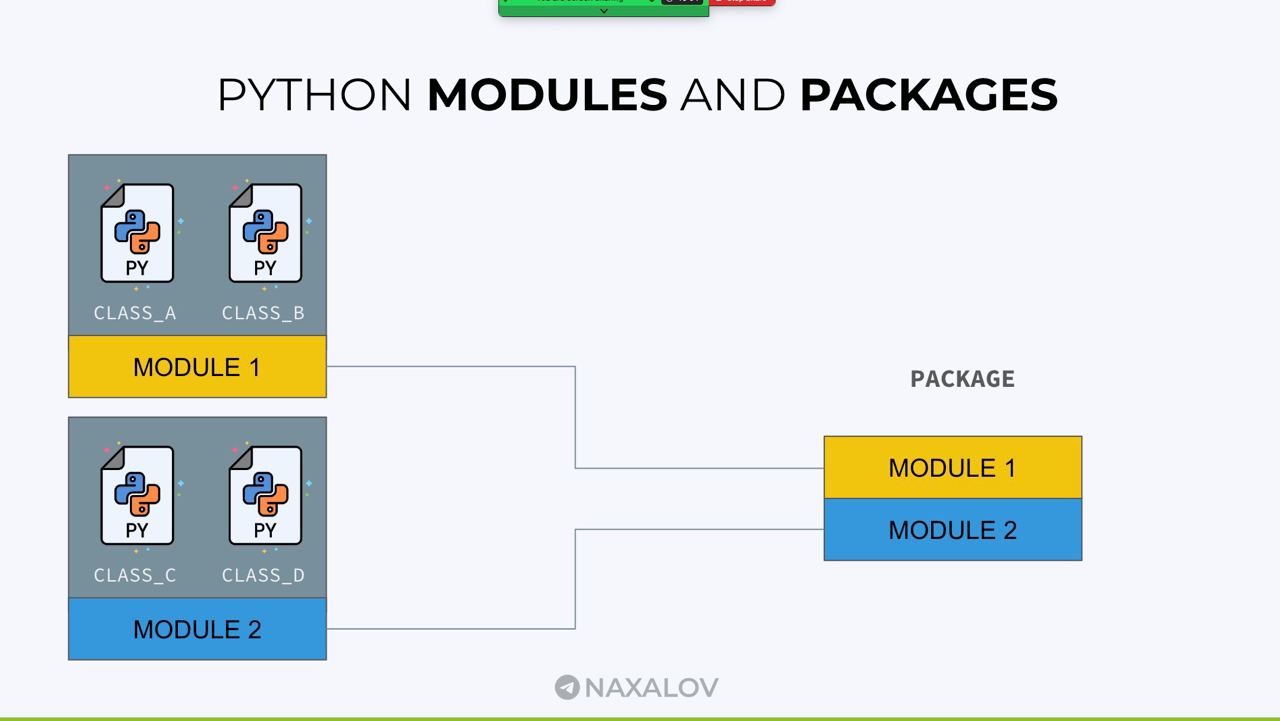 PYTHON MODULES AND PACKAGES
PY
PY
CLASS_A
CLASS_B
MODULE 1
PY
PY
CLASS_C
CLASS_D
MODULE 2
PACKAGE
MODULE 1
MODULE 2
NAXALOV